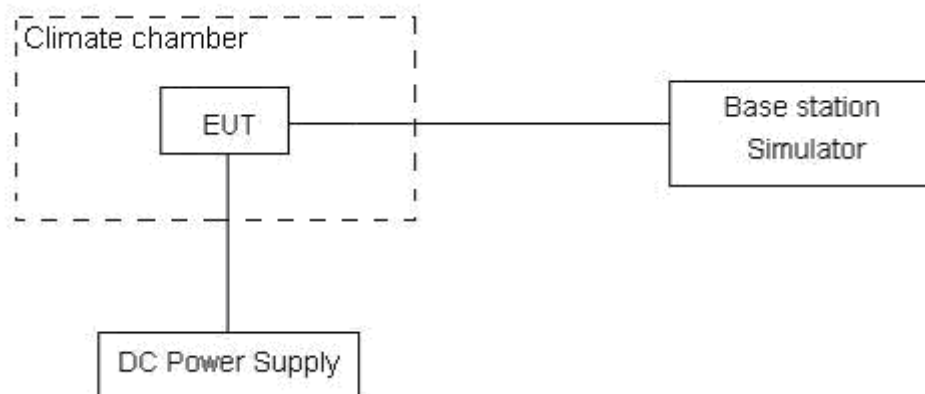 Climate chamber
EUT
Base station
Simulator
DC Power Supply